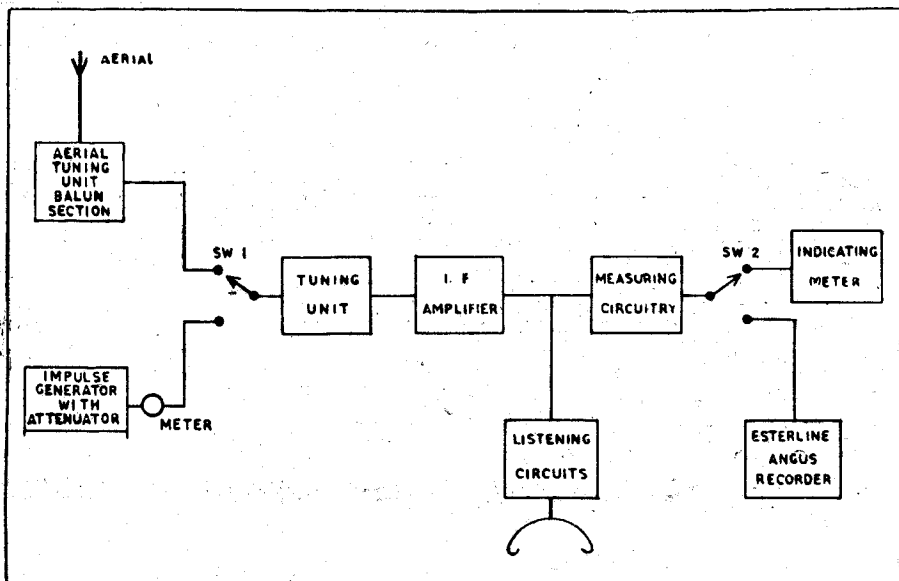 AERIAL
AERIAL
TUNING
UNIT
BALUN
SECTION
SW 1
TUNING
UNIT
I. F
AMPLIFIER
MEASURING
CIRCUITRY
SW 2
INDICATING
METER
IMPULSE
GENERATOR
WITH
ATTENUATOR
METER
LISTENING
CIRCUITS
ESTERLINE
ANGUS
RECORDER